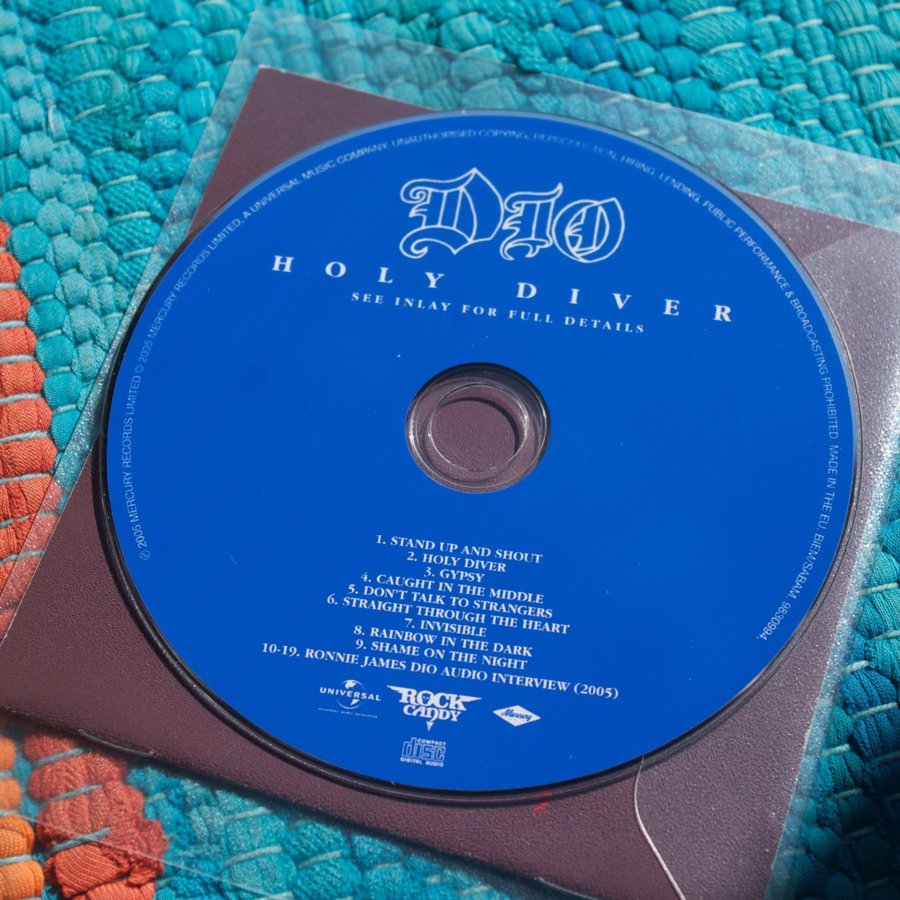 DIO
HOLY DIVER
SEE INLAY FOR FULL DETAILS
℗ 2005 MERCURY RECORDS LIMITED © 2005 MERCURY RECORDS LIMITED. A UNIVERSAL MUSIC COMPANY. UNAUTHORISED COPYING, REPRODUCTION, HIRING, LENDING, PUBLIC PERFORMANCE & BROADCASTING PROHIBITED. MADE IN THE EU. BIEM/SABAM. 9830994.
1. STAND UP AND SHOUT
2. HOLY DIVER
3. GYPSY
4. CAUGHT IN THE MIDDLE
5. DON'T TALK TO STRANGERS
6. STRAIGHT THROUGH THE HEART
7. INVISIBLE
8. RAINBOW IN THE DARK
9. SHAME ON THE NIGHT
10-19. RONNIE JAMES DIO AUDIO INTERVIEW (2005)
UNIVERSAL
ROCK
CANDY
Mercury
COMPACT
disc
DIGITAL AUDIO